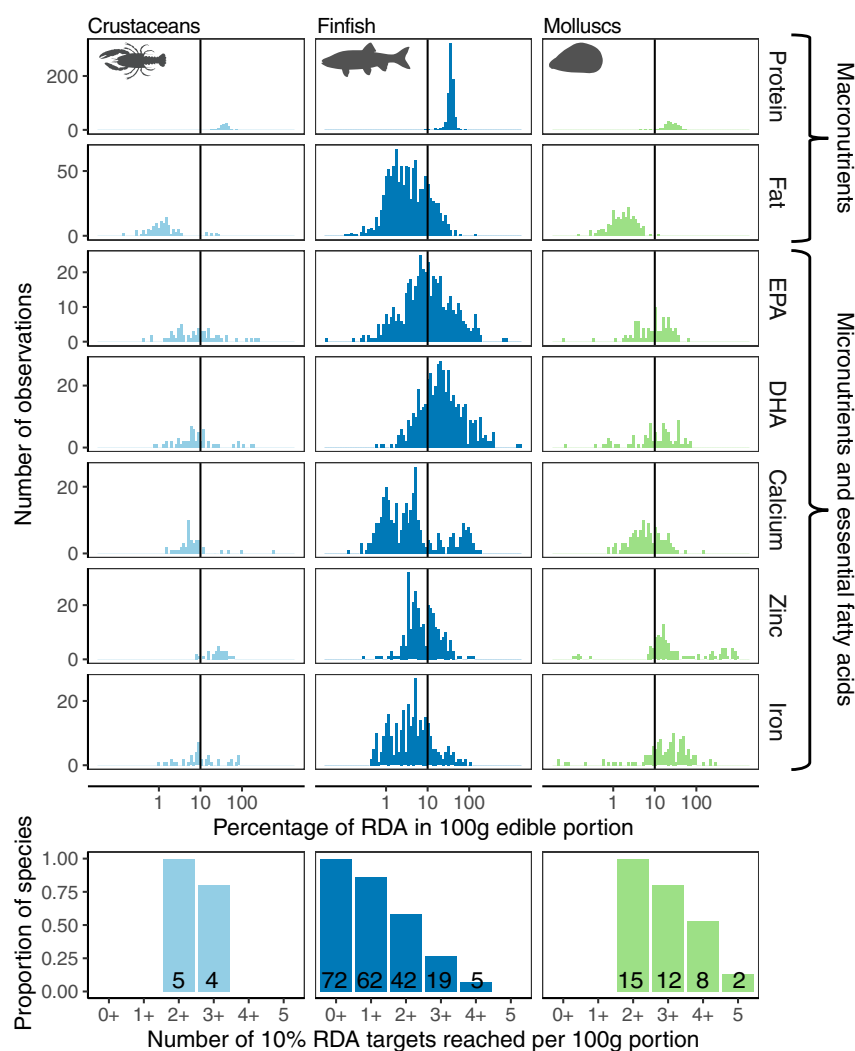 Crustaceans Finfish Molluscs
200
0
Protein
Macronutrients
50
0
Fat
Number of observations
20
10
0
EPA
Micronutrients and essential fatty acids
20
0
DHA
20
0
Calcium
20
0
Zinc
20
0
Iron
1 10 100 1 10 100 1 10 100
Percentage of RDA in 100g edible portion
Proportion of species
1.00
0.75
0.50
0.25
0.00
5 4 72 62 42 19 5 15 12 8 2
0+ 1+ 2+ 3+ 4+ 5 0+ 1+ 2+ 3+ 4+ 5 0+ 1+ 2+ 3+ 4+ 5
Number of 10% RDA targets reached per 100g portion